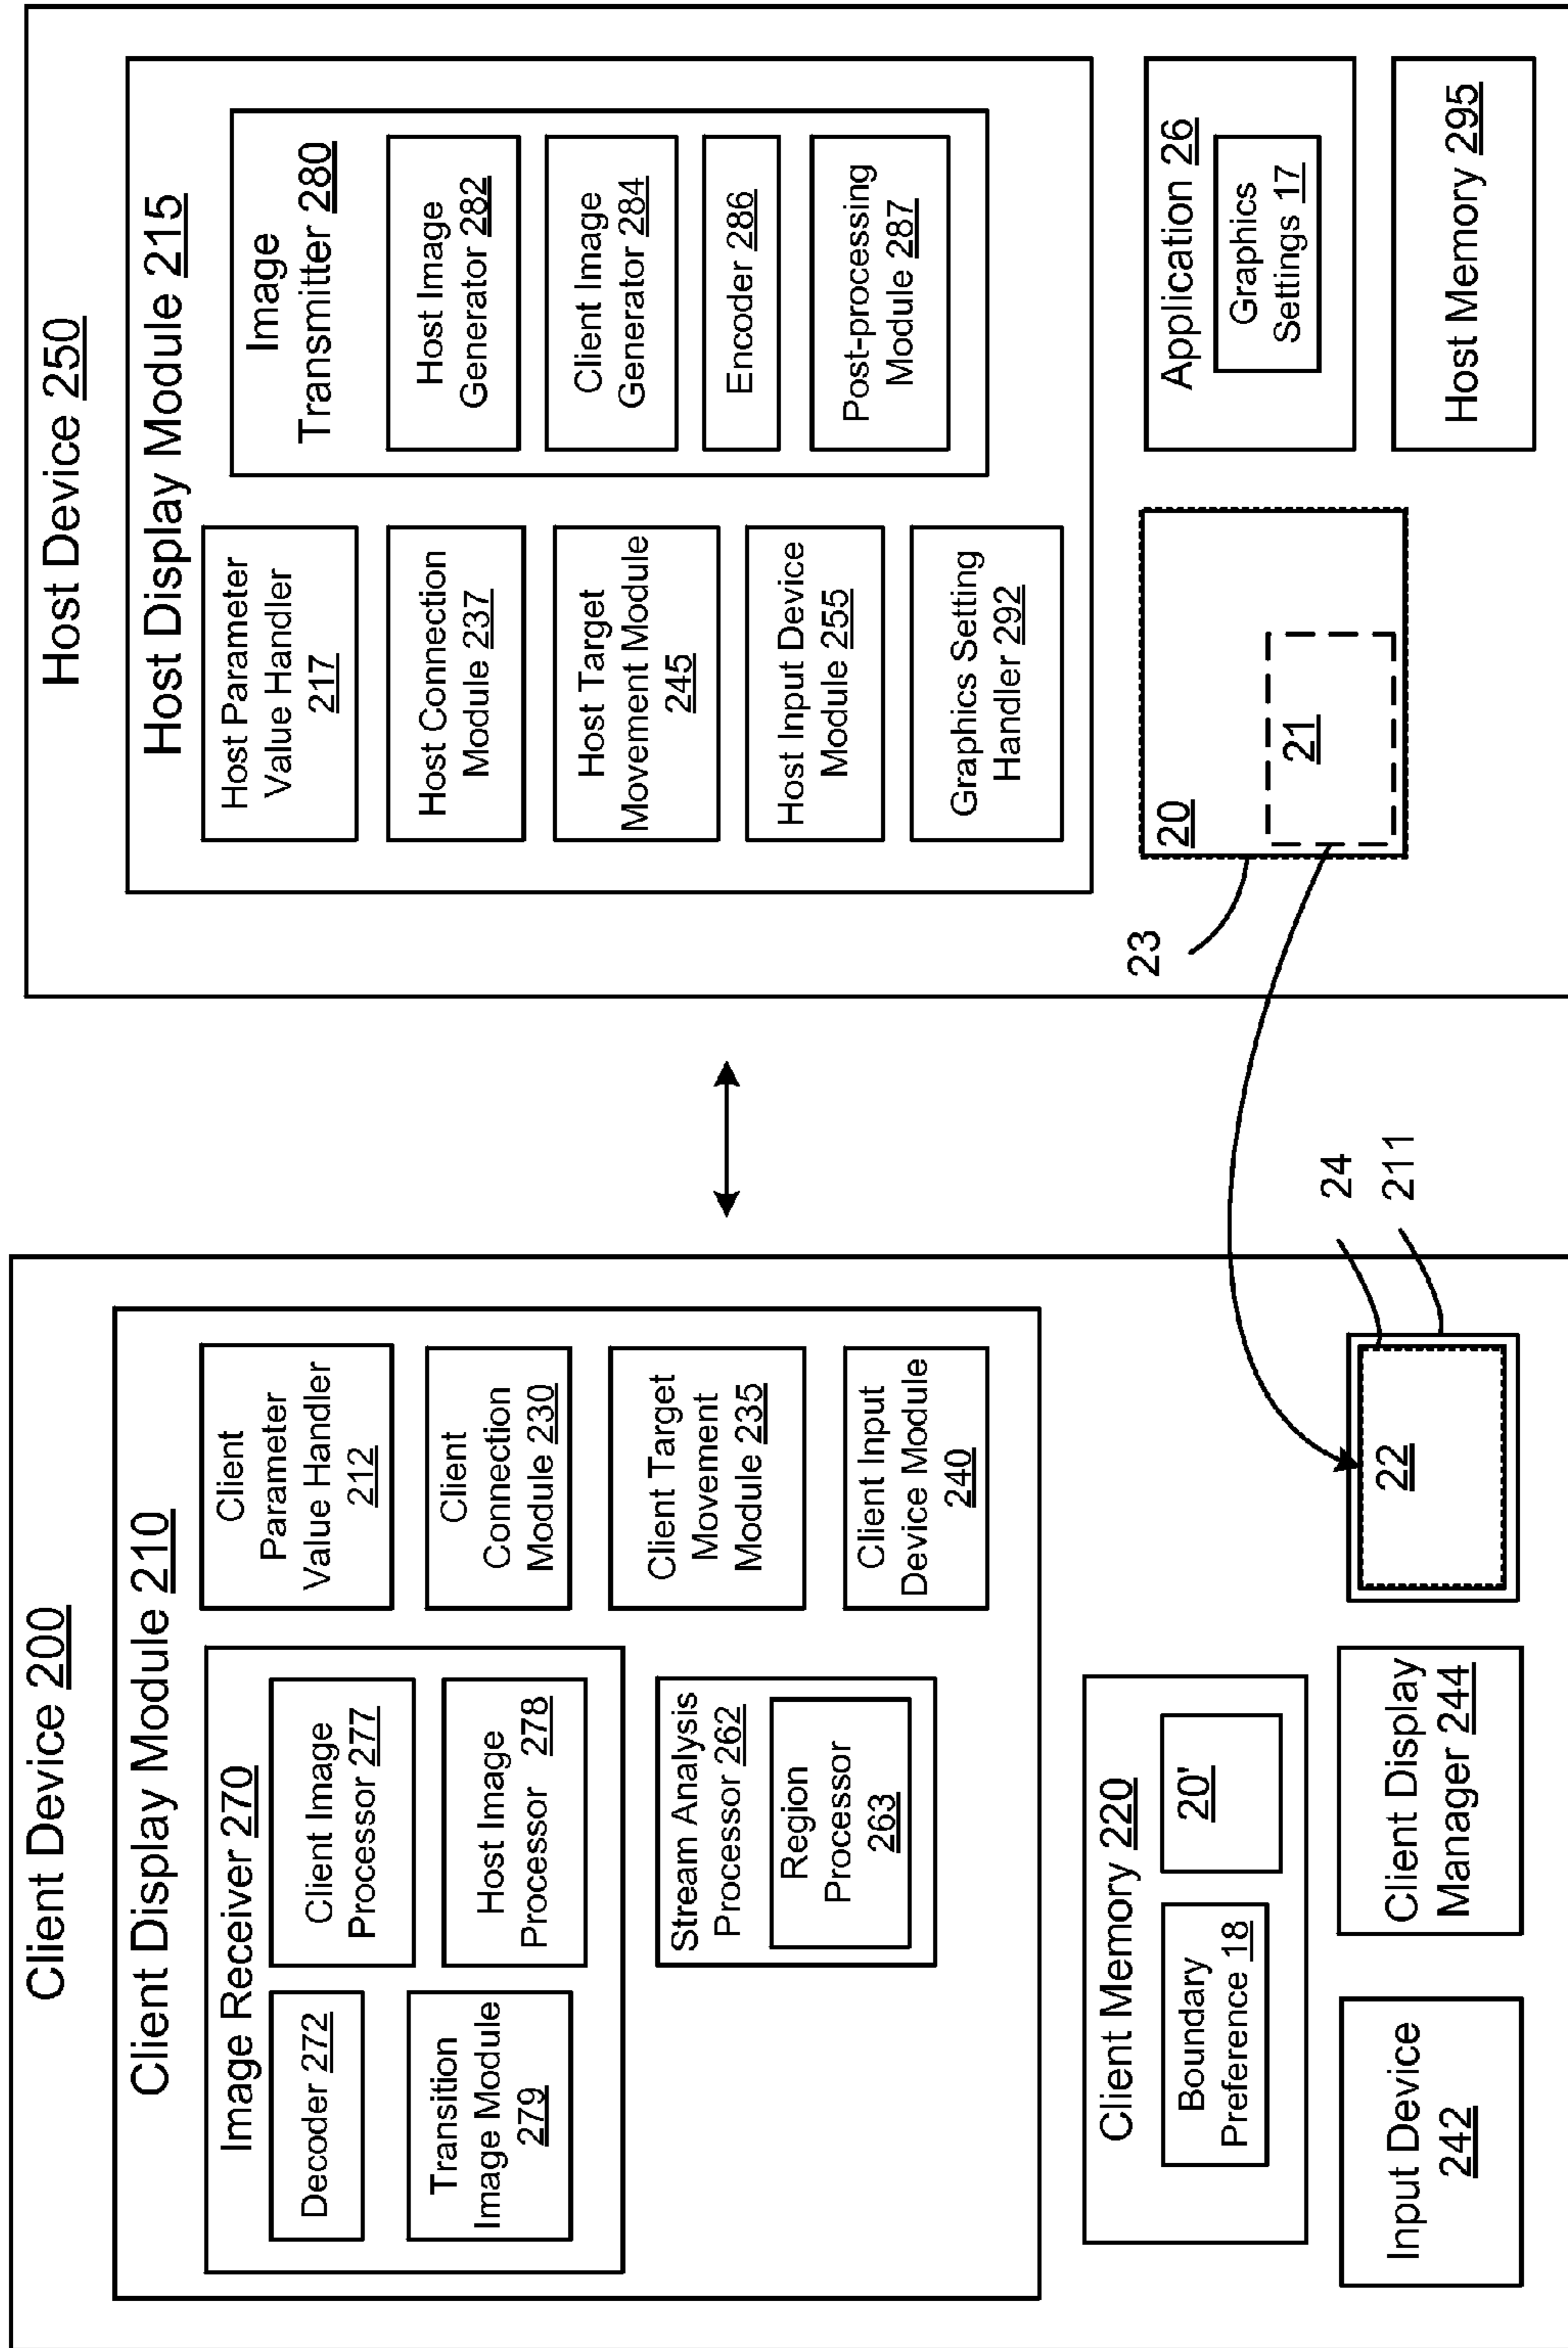 Client Device 200
Client Display Module 210
Image Receiver 270
Decoder 272
Client Image
Processor 277
Transition
Image Module
279
Host Image
Processor 278
Stream Analysis
Processor 262
Region
Processor
263
Client
Parameter
Value Handler
212
Client
Connection
Module 230
Client Target
Movement
Module 235
Client Input
Device Module
240
Client Memory 220
Boundary
Preference 18
20'
Input Device
242
Client Display
Manager 244
22
24
211
Host Device 250
Host Display Module 215
Host Parameter
Value Handler
217
Host Connection
Module 237
Host Target
Movement Module
245
Host Input Device
Module 255
Graphics Setting
Handler 292
Image
Transmitter 280
Host Image
Generator 282
Client Image
Generator 284
Encoder 286
Post-processing
Module 287
23
20
21
Application 26
Graphics
Settings 17
Host Memory 295